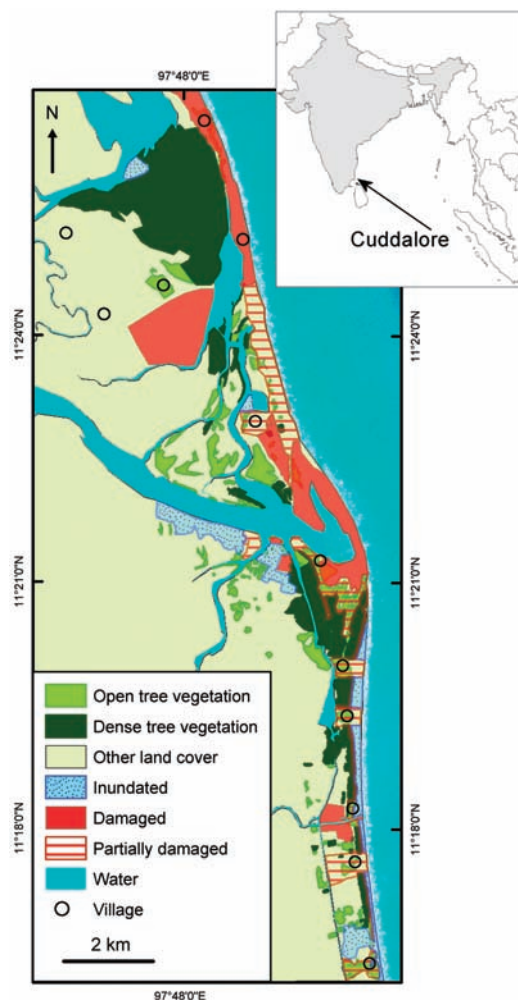 97°48'0"E
N
Cuddalore
11°24'0"N
11°24'0"N
11°21'0"N
11°21'0"N
11°18'0"N
11°18'0"N
Open tree vegetation
Dense tree vegetation
Other land cover
Inundated
Damaged
Partially damaged
Water
Village
2 km
97°48'0"E